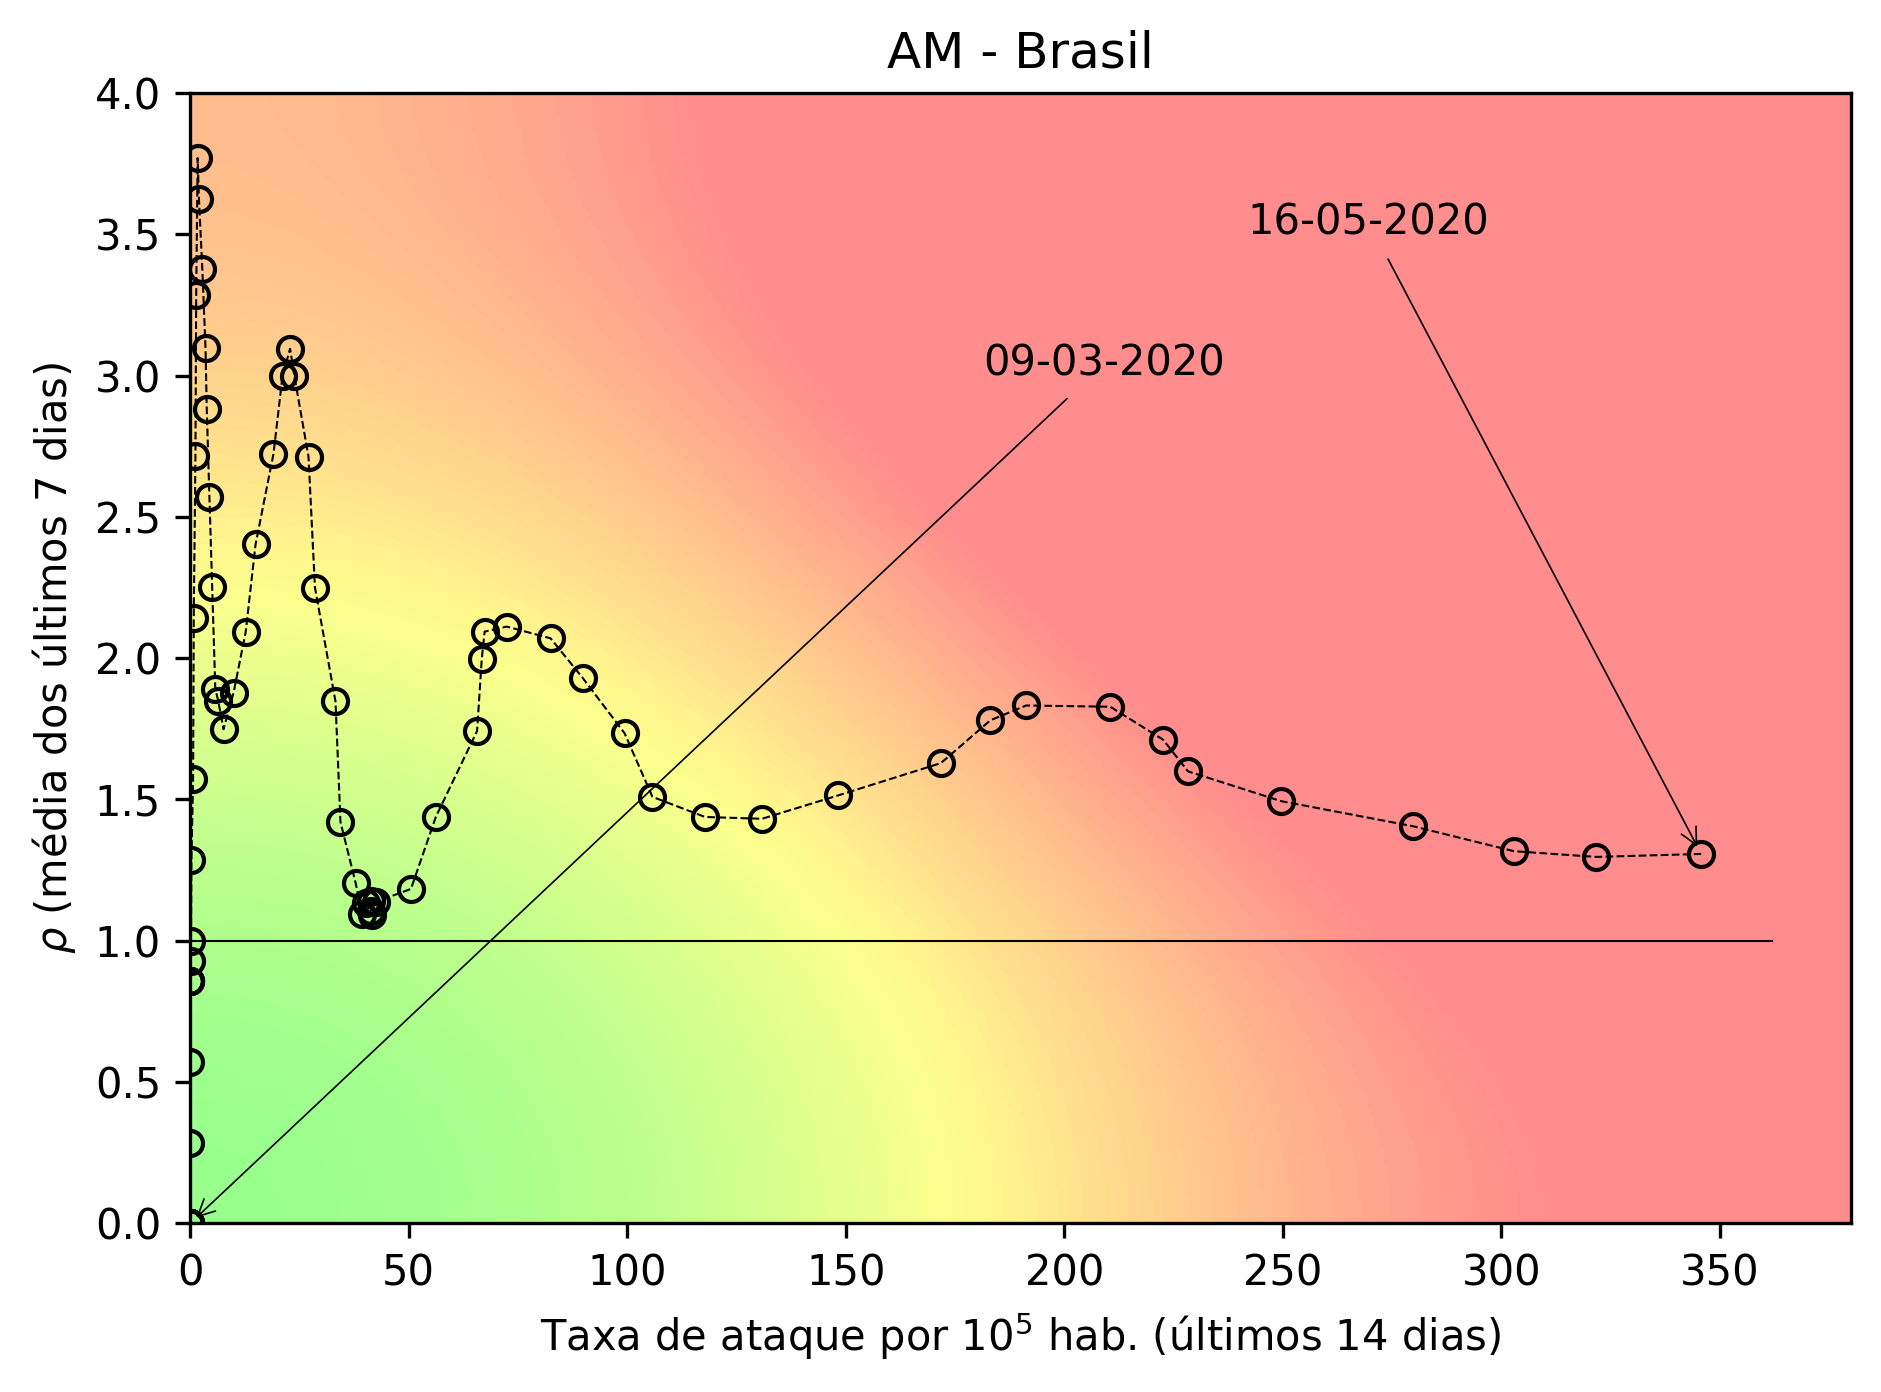 AM - Brasil
4.0
3.5
3.0
2.5
2.0
1.5
1.0
0.5
0.0
ρ (média dos últimos 7 dias)
16-05-2020
09-03-2020
0 50 100 150 200 250 300 350
Taxa de ataque por 10⁵ hab. (últimos 14 dias)